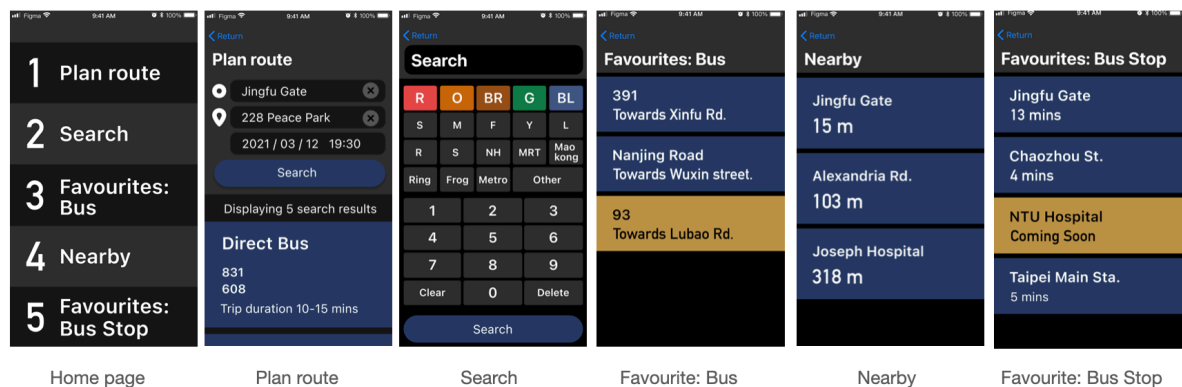 Figma 9:41 AM 100%
1 Plan route
2 Search
3 Favourites:
Bus
4 Nearby
5 Favourites:
Bus Stop
Home page
Figma 9:41 AM 100%
Return
Plan route
Jingfu Gate
228 Peace Park
2021 / 03 / 12 19:30
Search
Displaying 5 search results
Direct Bus
831
608
Trip duration 10-15 mins
Plan route
Figma 9:41 AM 100%
Return
Search
R O BR G BL
S M F Y L
R S NH MRT Mao
kong
Ring Frog Metro Other
1 2 3
4 5 6
7 8 9
Clear 0 Delete
Search
Search
Figma 9:41 AM 100%
Return
Favourites: Bus
391
Towards Xinfu Rd.
Nanjing Road
Towards Wuxin street.
93
Towards Lubao Rd.
Favourite: Bus
Figma 9:41 AM 100%
Return
Nearby
Jingfu Gate
15 m
Alexandria Rd.
103 m
Joseph Hospital
318 m
Nearby
Figma 9:41 AM 100%
Return
Favourites: Bus Stop
Jingfu Gate
13 mins
Chaozhou St.
4 mins
NTU Hospital
Coming Soon
Taipei Main Sta.
5 mins
Favourite: Bus Stop